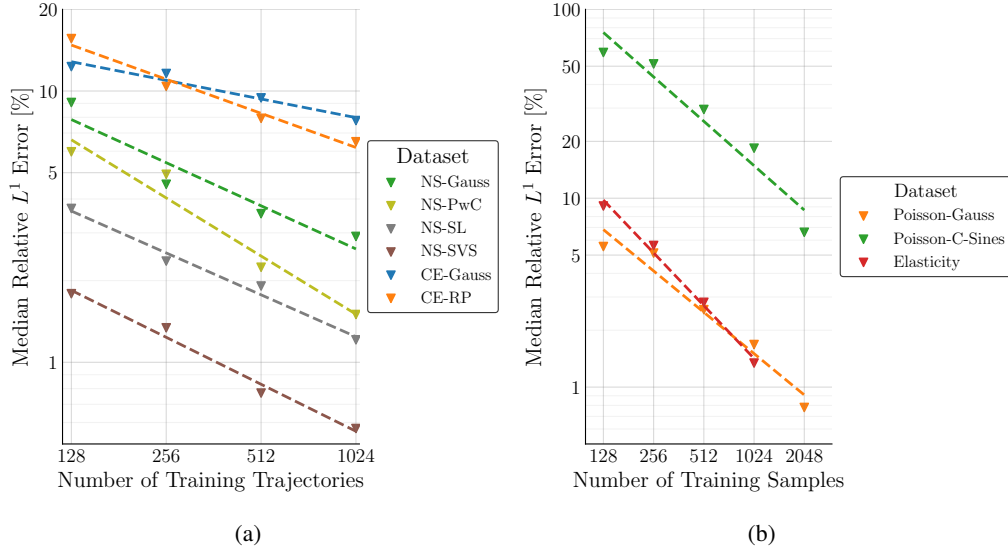 20
10
5
1
Median Relative L¹ Error [%]
128
256
512
1024
Number of Training Trajectories
Dataset
NS-Gauss
NS-PwC
NS-SL
NS-SVS
CE-Gauss
CE-RP
(a)
100
50
20
10
5
1
Median Relative L¹ Error [%]
128
256
512
1024
2048
Number of Training Samples
Dataset
Poisson-Gauss
Poisson-C-Sines
Elasticity
(b)